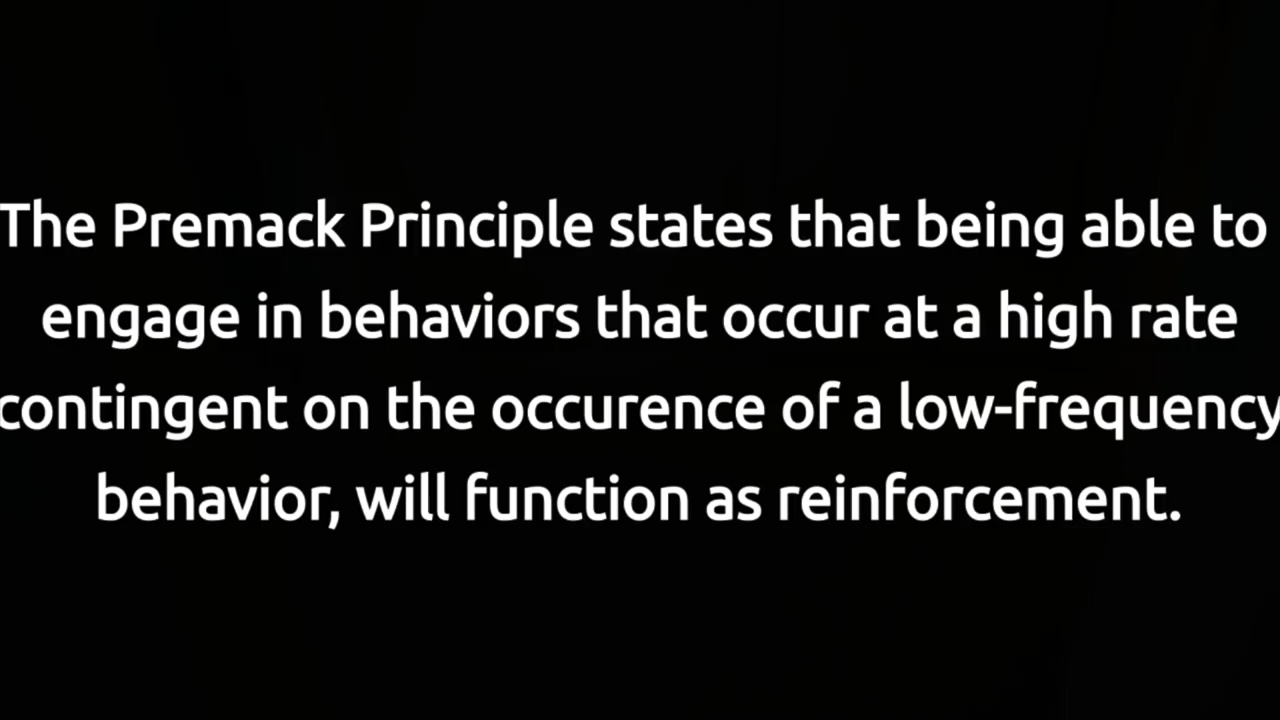 The Premack Principle states that being able to
engage in behaviors that occur at a high rate
contingent on the occurence of a low-frequency
behavior, will function as reinforcement.